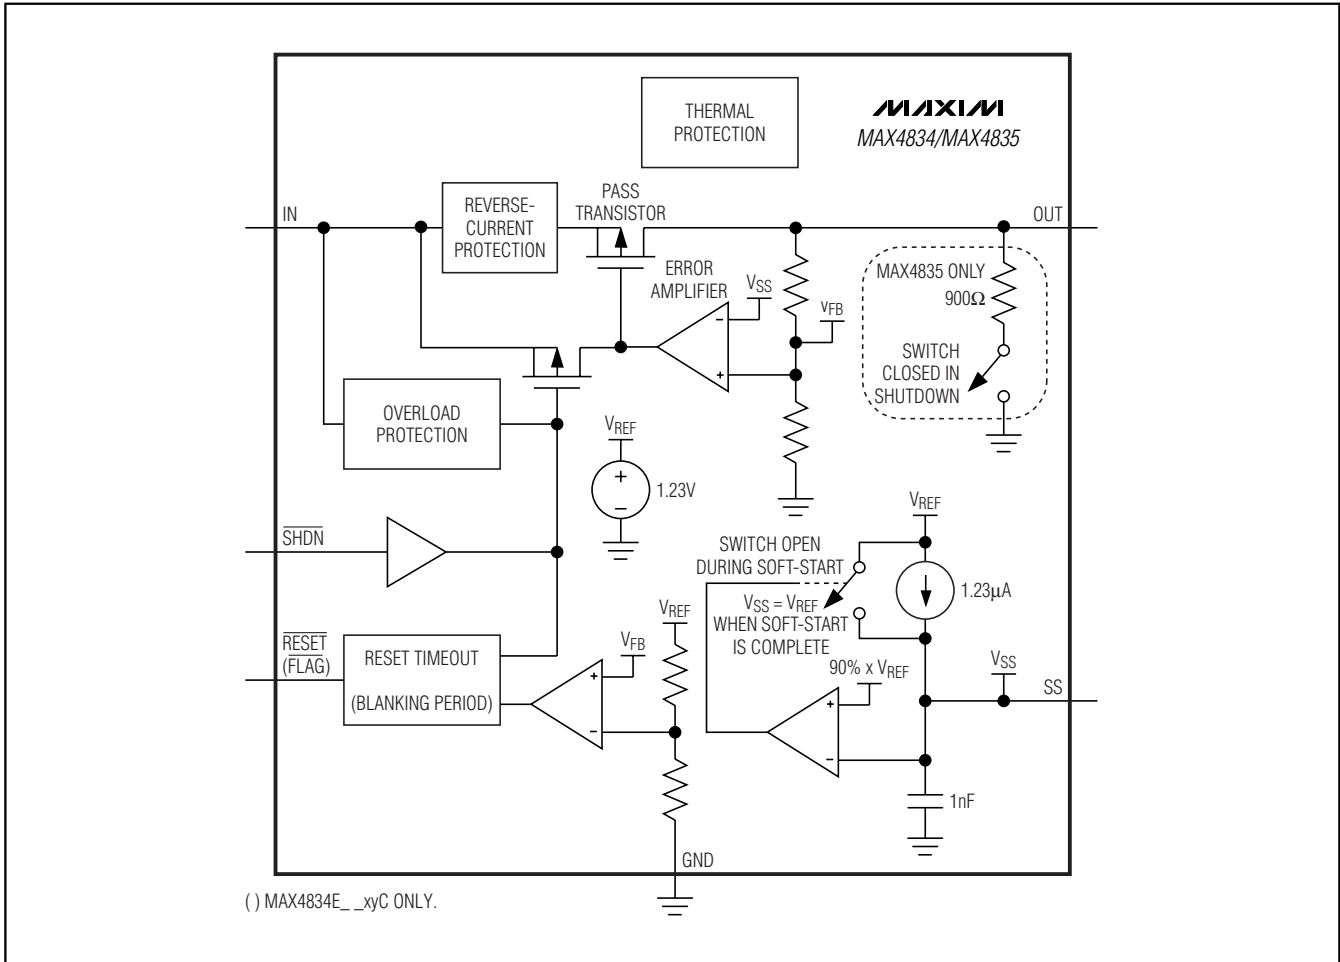 THERMAL
PROTECTION
MAXIM
MAX4834/MAX4835
IN
REVERSE-
CURRENT
PROTECTION
PASS
TRANSISTOR
OUT
ERROR
AMPLIFIER
VSS
-
+
vFB
MAX4835 ONLY
900Ω
SWITCH
CLOSED IN
SHUTDOWN
OVERLOAD
PROTECTION
VREF
+
-
1.23V
SHDN
SWITCH OPEN
DURING SOFT-START
VSS = VREF
WHEN SOFT-START
IS COMPLETE
VREF
1.23μA
RESET
(FLAG)
RESET TIMEOUT
(BLANKING PERIOD)
VFB
+
-
VREF
90% x VREF
+
-
VSS
SS
1nF
GND
( ) MAX4834E_ _xyC ONLY.